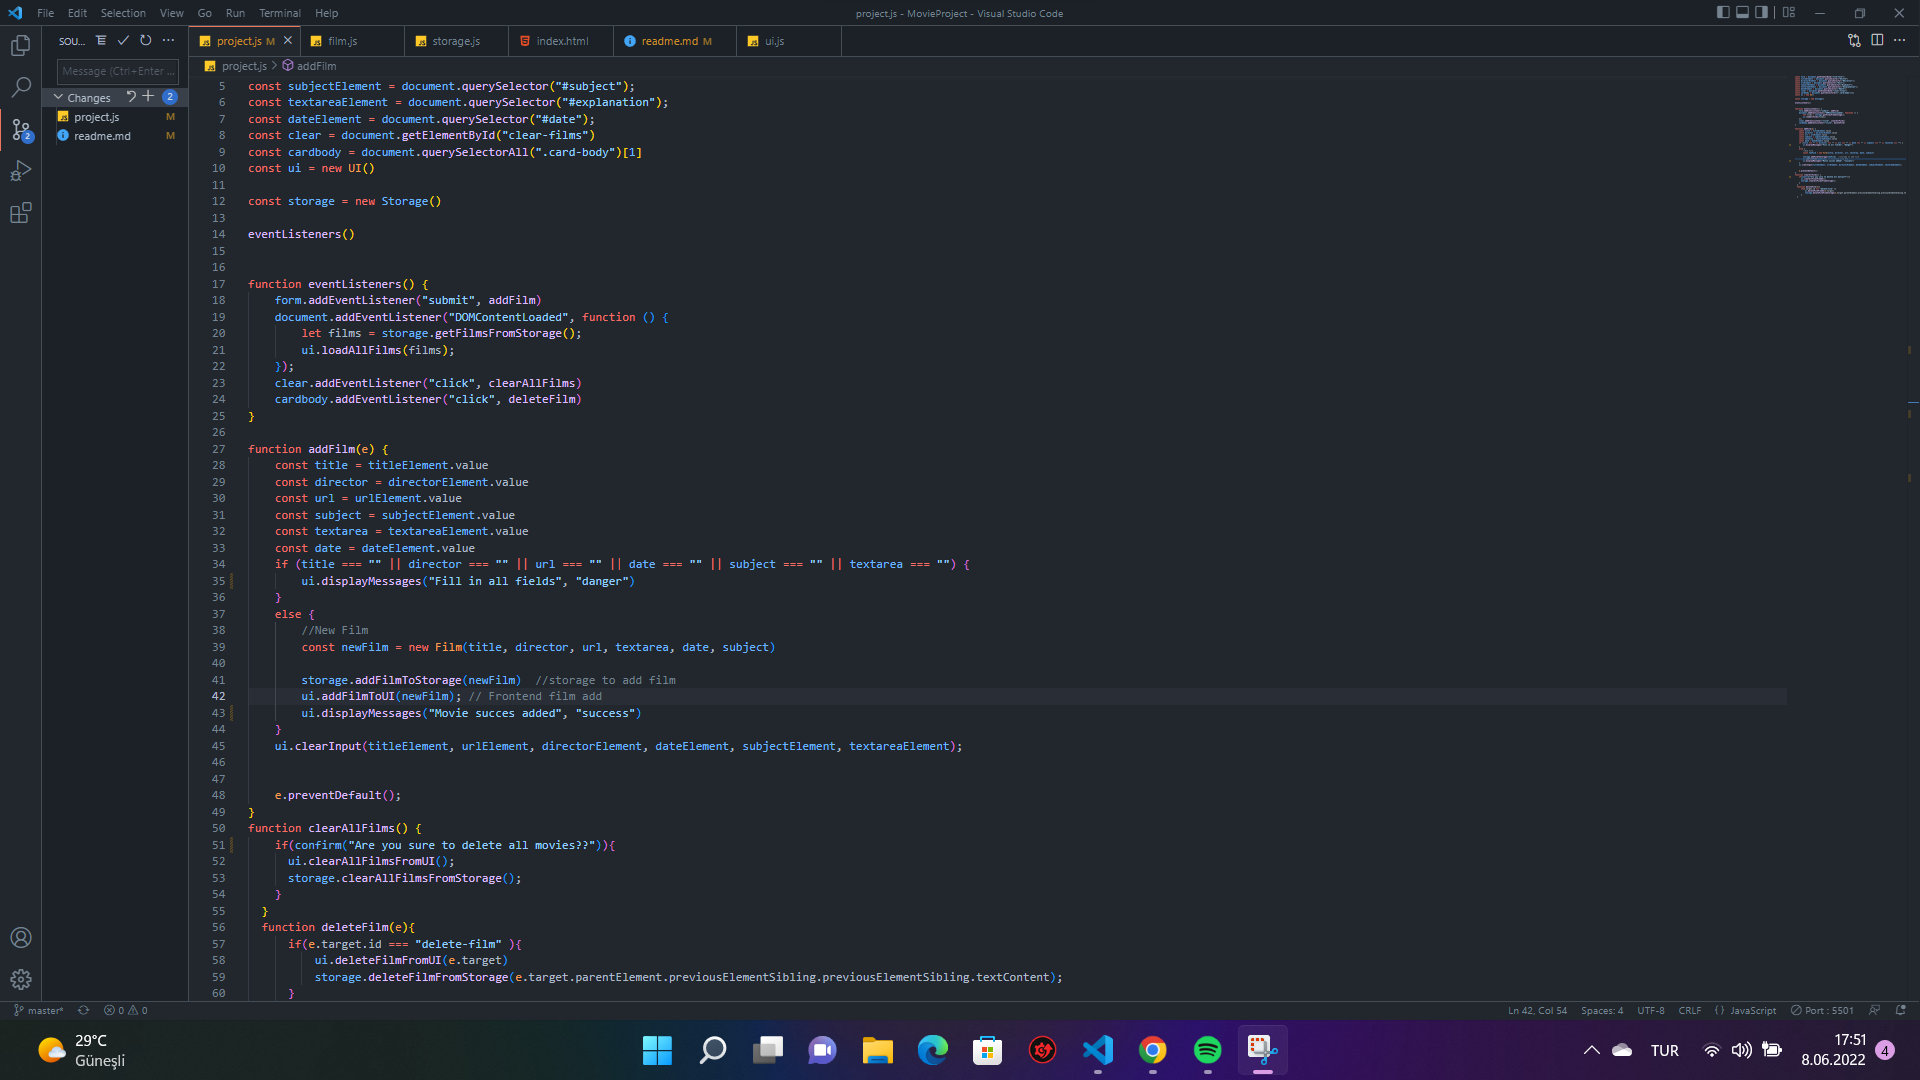 File Edit Selection View Go Run Terminal Help
project.js - MovieProject - Visual Studio Code
SOU...
project.js M
film.js
storage.js
index.html
readme.md M
ui.js
Message (Ctrl+Enter ...
project.js > addFilm
Changes 2
project.js M
readme.md M
2
5 const subjectElement = document.querySelector("#subject");
6 const textareaElement = document.querySelector("#explanation");
7 const dateElement = document.querySelector("#date");
8 const clear = document.getElementById("clear-films")
9 const cardbody = document.querySelectorAll(".card-body")[1]
10 const ui = new UI()
11
12 const storage = new Storage()
13
14 eventListeners()
15
16
17 function eventListeners() {
18 form.addEventListener("submit", addFilm)
19 document.addEventListener("DOMContentLoaded", function () {
20 let films = storage.getFilmsFromStorage();
21 ui.loadAllFilms(films);
22 });
23 clear.addEventListener("click", clearAllFilms)
24 cardbody.addEventListener("click", deleteFilm)
25 }
26
27 function addFilm(e) {
28 const title = titleElement.value
29 const director = directorElement.value
30 const url = urlElement.value
31 const subject = subjectElement.value
32 const textarea = textareaElement.value
33 const date = dateElement.value
34 if (title === "" || director === "" || url === "" || date === "" || subject === "" || textarea === "") {
35 ui.displayMessages("Fill in all fields", "danger")
36 }
37 else {
38 //New Film
39 const newFilm = new Film(title, director, url, textarea, date, subject)
40
41 storage.addFilmToStorage(newFilm) //storage to add film
42 ui.addFilmToUI(newFilm); // Frontend film add
43 ui.displayMessages("Movie succes added", "success")
44 }
45 ui.clearInput(titleElement, urlElement, directorElement, dateElement, subjectElement, textareaElement);
46
47
48 e.preventDefault();
49 }
50 function clearAllFilms() {
51 if(confirm("Are you sure to delete all movies??")){
52 ui.clearAllFilmsFromUI();
53 storage.clearAllFilmsFromStorage();
54 }
55 }
56 function deleteFilm(e){
57 if(e.target.id === "delete-film" ){
58 ui.deleteFilmFromUI(e.target)
59 storage.deleteFilmFromStorage(e.target.parentElement.previousElementSibling.previousElementSibling.textContent);
60 }
master* 0 0
Ln 42, Col 54 Spaces: 4 UTF-8 CRLF {} JavaScript Port : 5501
29°C
Güneşli
TUR
17:51
8.06.2022
4